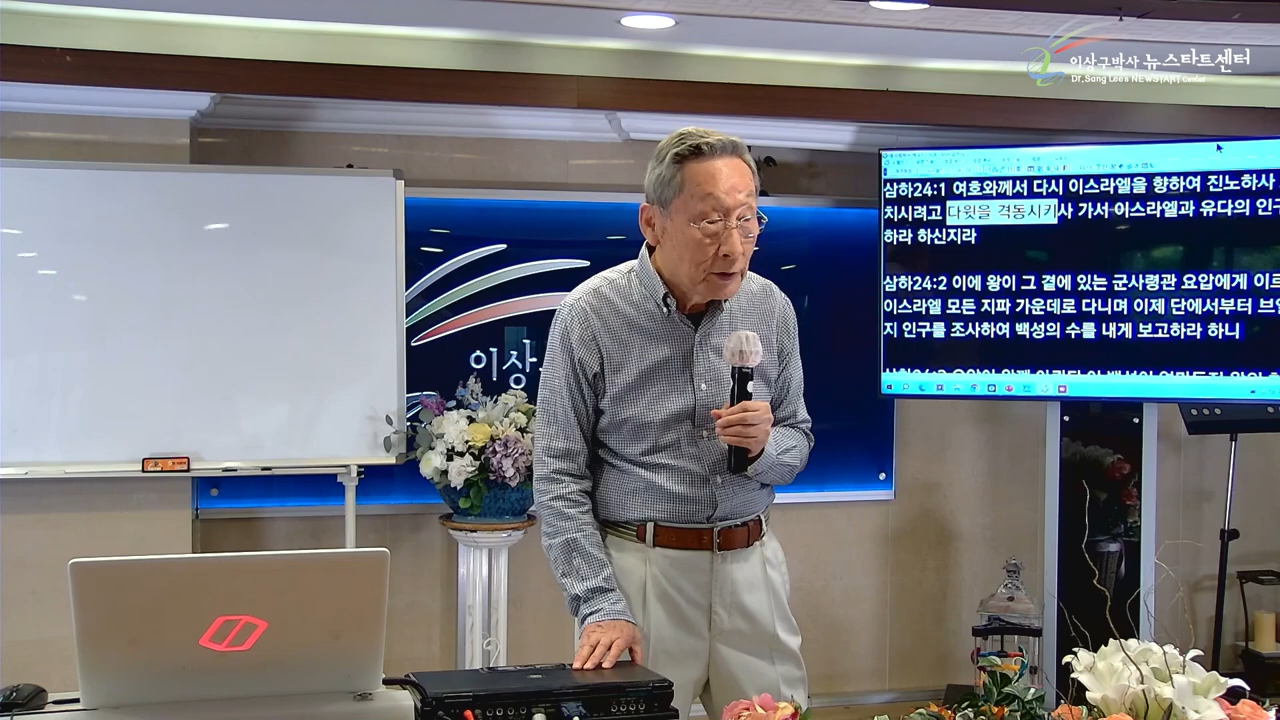 이상구박사 뉴스타트센터
Dr. Sang Lee's NEWSTART Center
삼하24:1 여호와께서 다시 이스라엘을 향하여 진노하사
치시려고 다윗을 격동시키사 가서 이스라엘과 유다의 인구
하라 하신지라
삼하24:2 이에 왕이 그 곁에 있는 군사령관 요압에게 이르
이스라엘 모든 지파 가운데로 다니며 이제 단에서부터 브엘
지 인구를 조사하여 백성의 수를 내게 보고하라 하니
이상